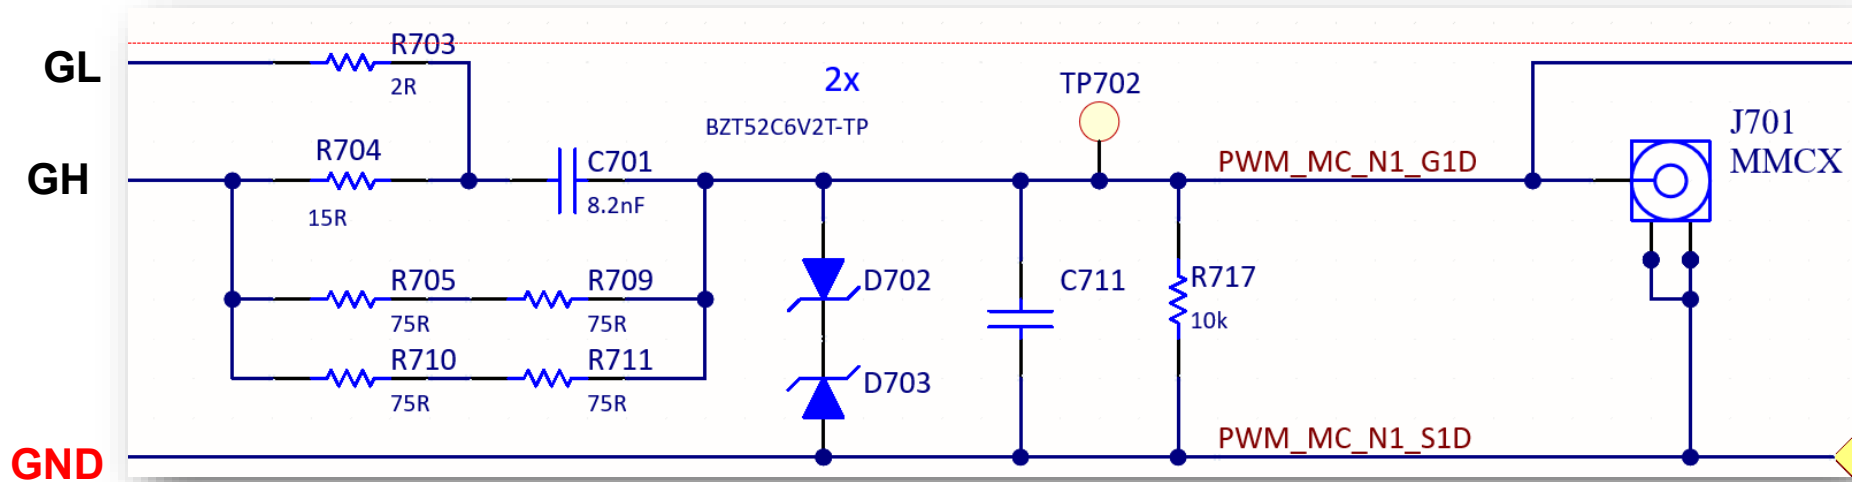 GL
R703
2R
2x
TP702
BZT52C6V2T-TP
J701
MMCX
GH
R704
15R
C701
8.2nF
PWM_MC_N1_G1D
R705
75R
R709
75R
D702
C711
R717
10k
R710
75R
R711
75R
D703
GND
PWM_MC_N1_S1D